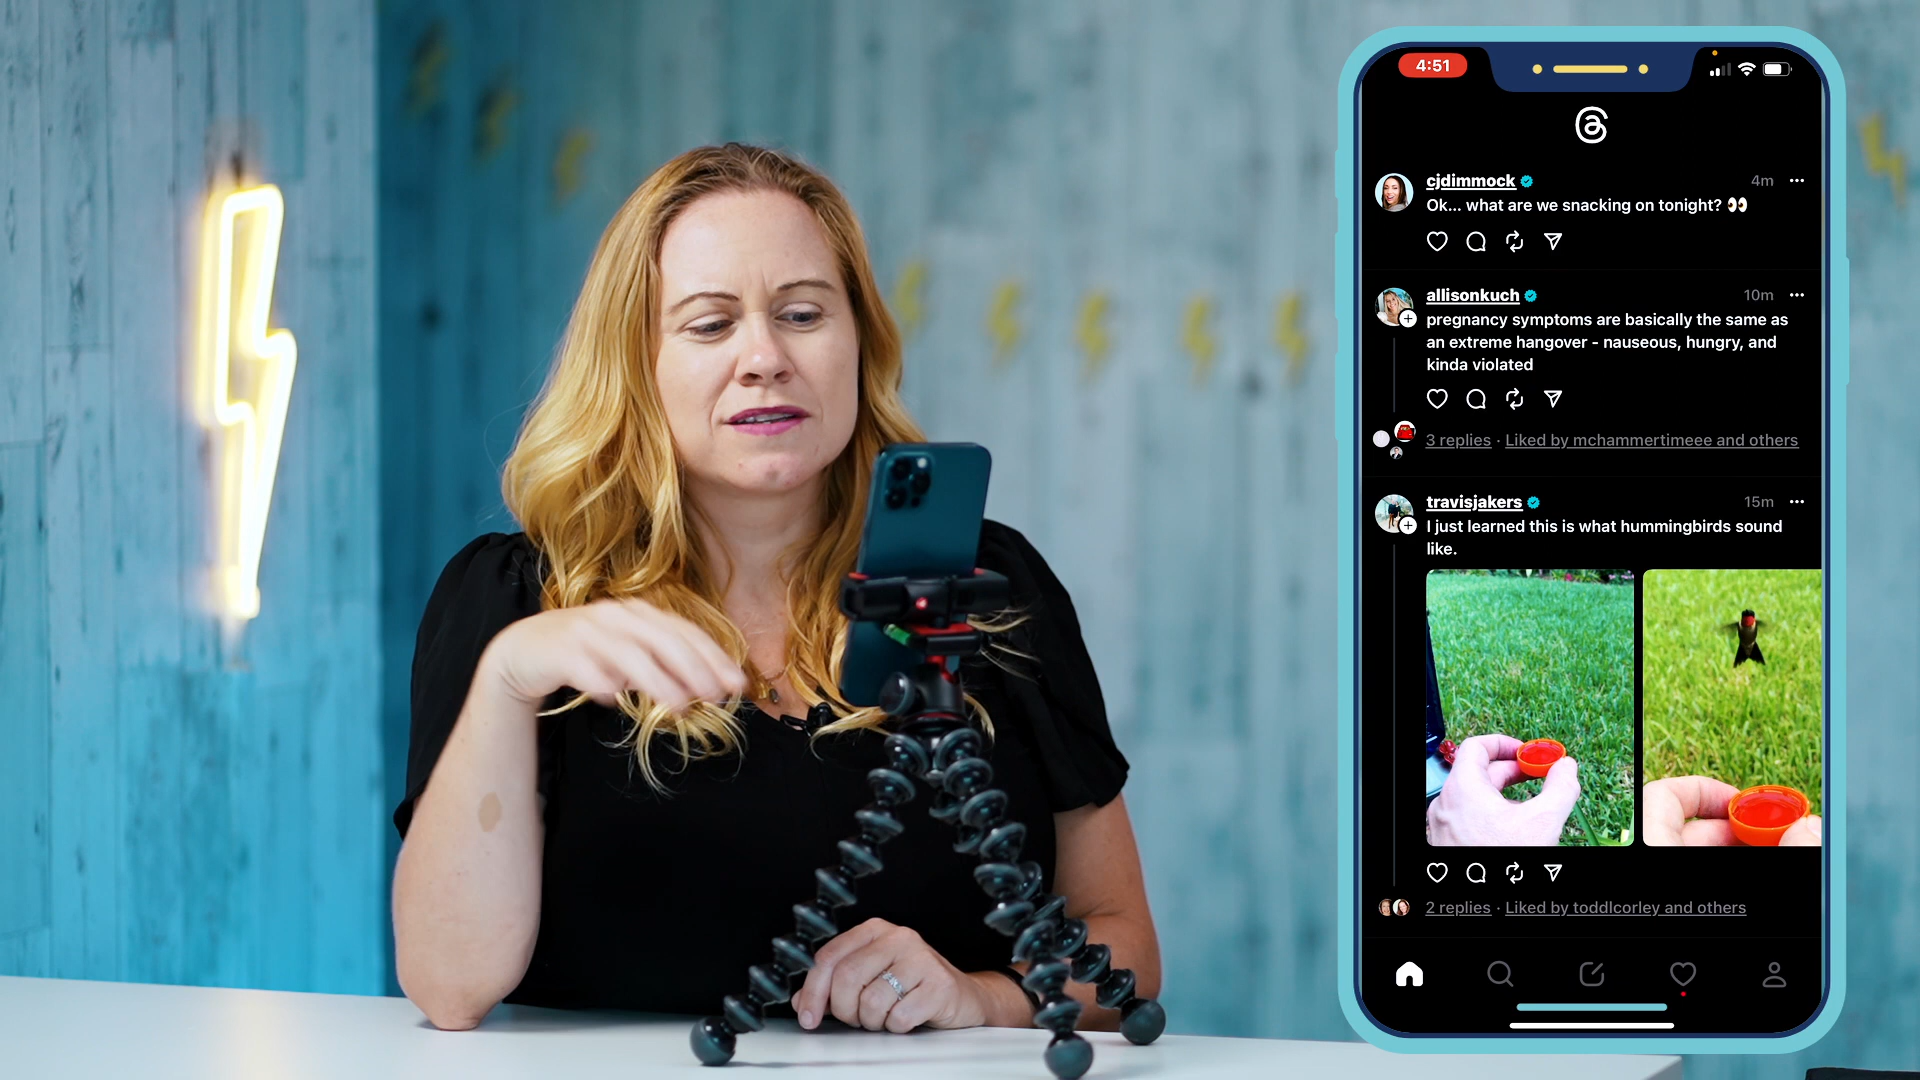 4:51
cjdimmock 4m
Ok... what are we snacking on tonight? 👀
allisonkuch 10m
pregnancy symptoms are basically the same as
an extreme hangover - nauseous, hungry, and
kinda violated
3 replies · Liked by mchammertimeee and others
travisjakers 15m
I just learned this is what hummingbirds sound
like.
2 replies · Liked by toddlcorley and others